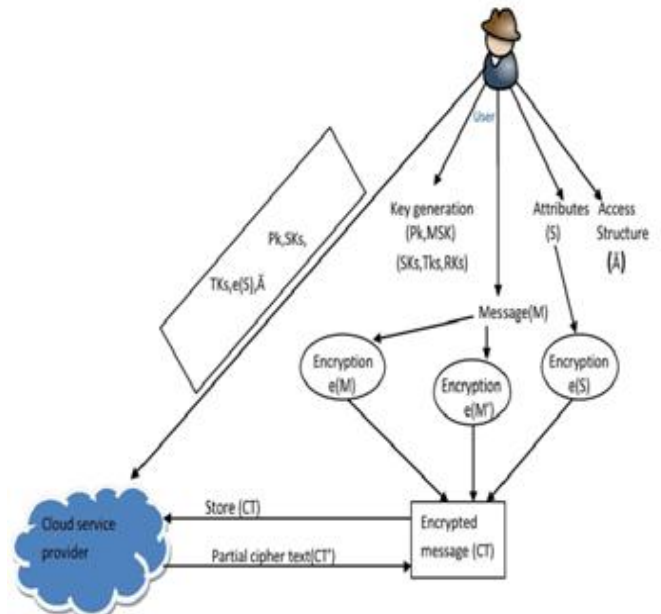 User
Pk,SKs,
TKs,e(S),Ǎ
Key generation
(Pk,MSK)
(SKs,Tks,RKs)
Attributes
(S)
Access
Structure
(Ǎ)
Message(M)
Encryption
e(M)
Encryption
e(M')
Encryption
e(S)
Store (CT)
Cloud service
provider
Encrypted
message (CT)
Partial cipher text(CT')